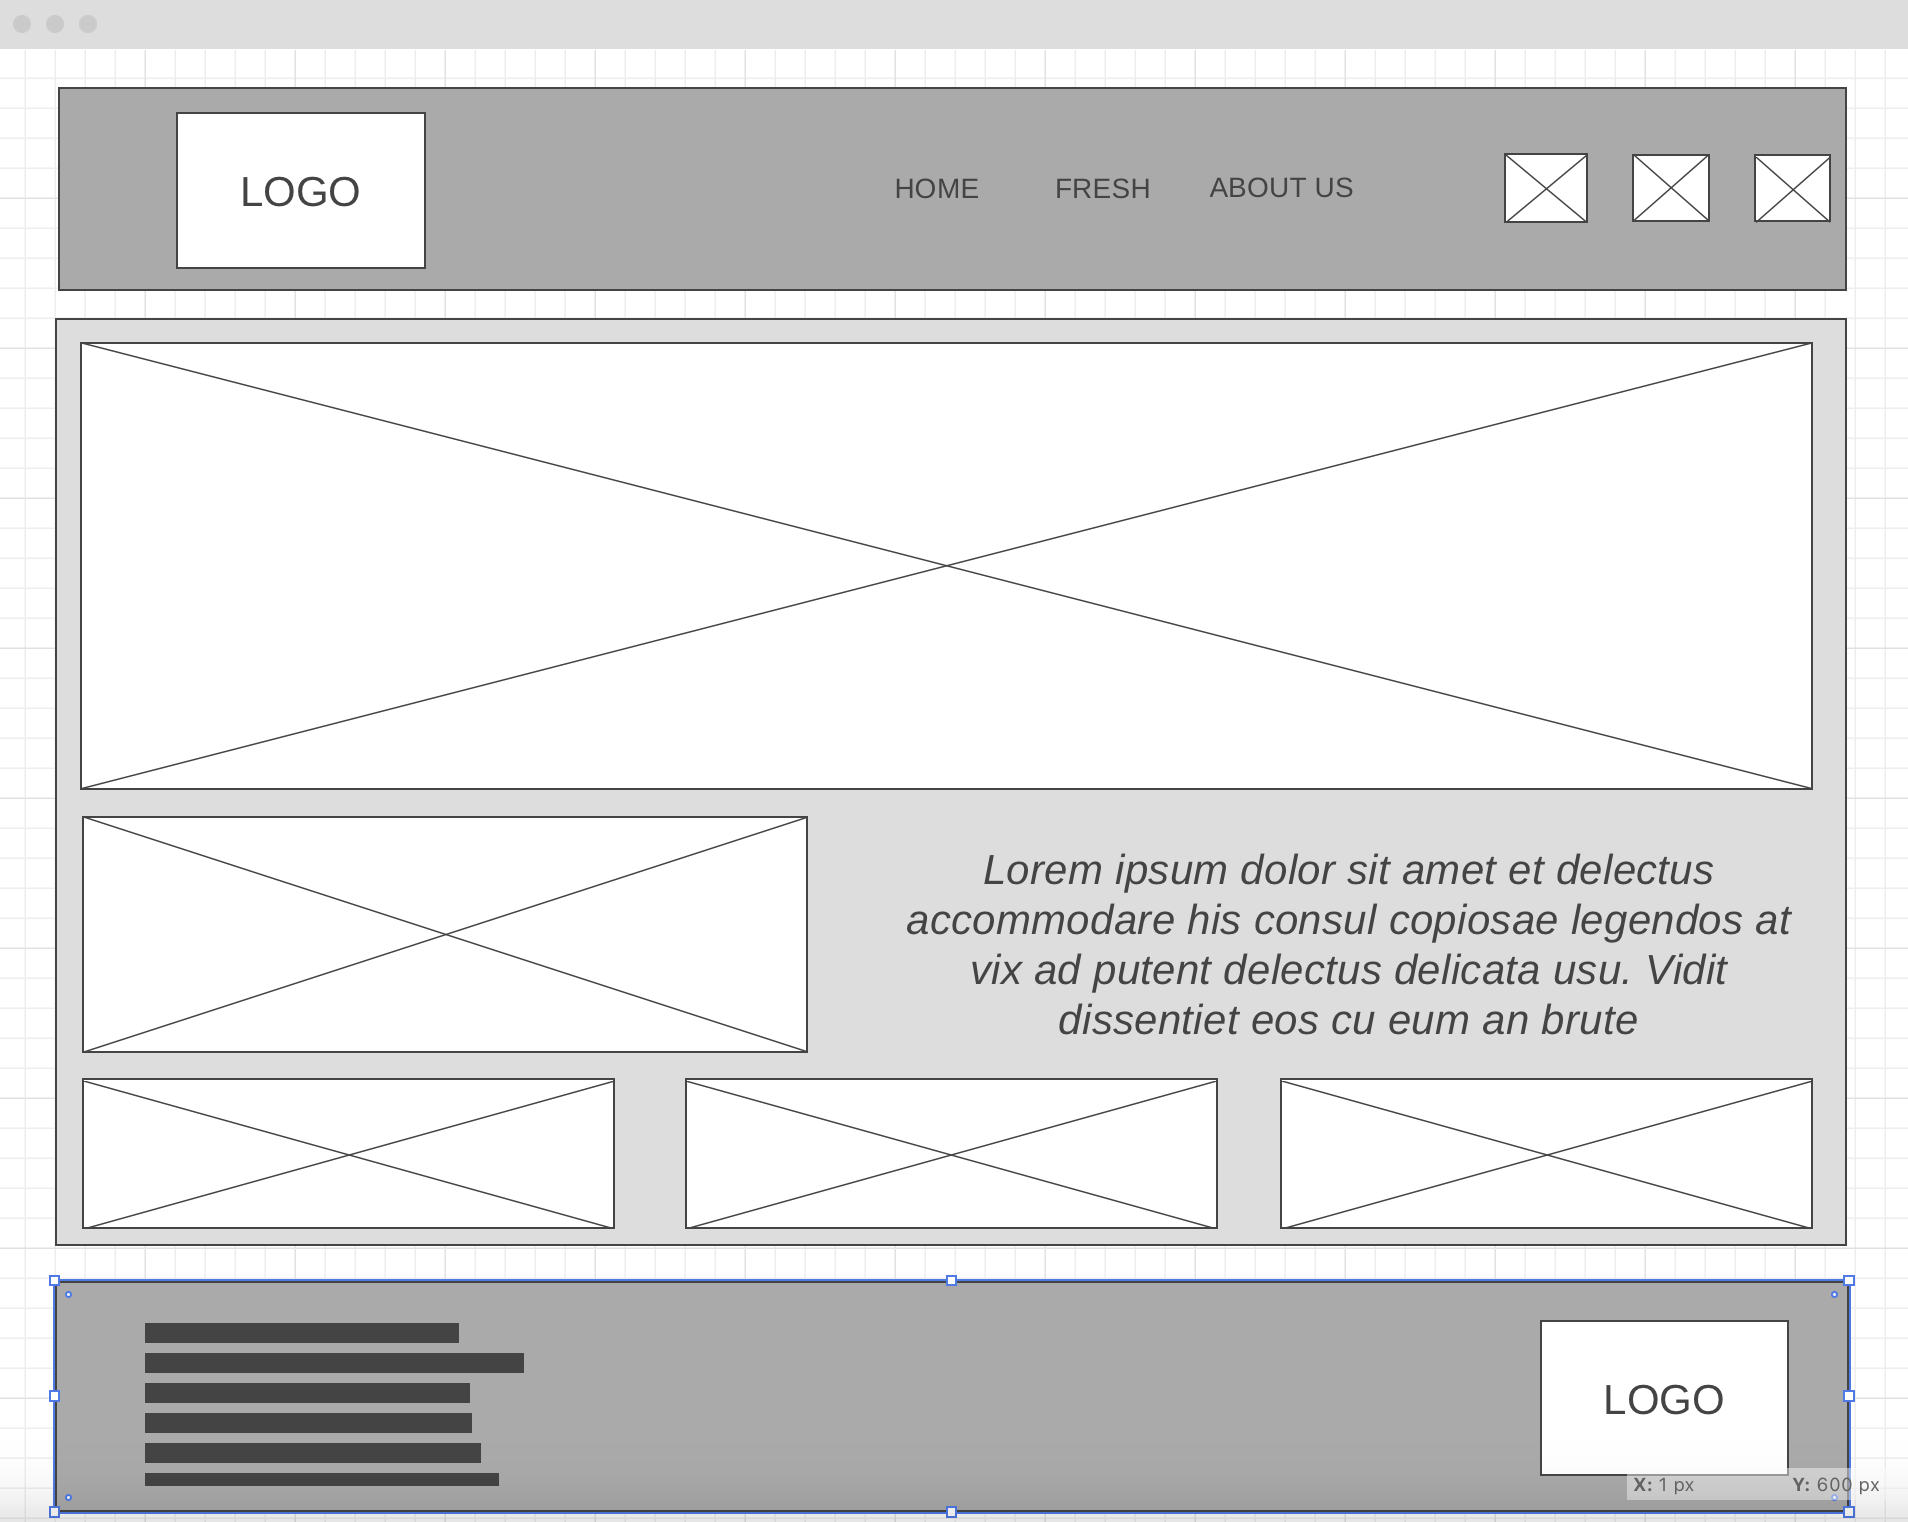 LOGO
HOME FRESH ABOUT US
Lorem ipsum dolor sit amet et delectus
accommodare his consul copiosae legendos at
vix ad putent delectus delicata usu. Vidit
dissentiet eos cu eum an brute
LOGO
X: 1 px Y: 600 px